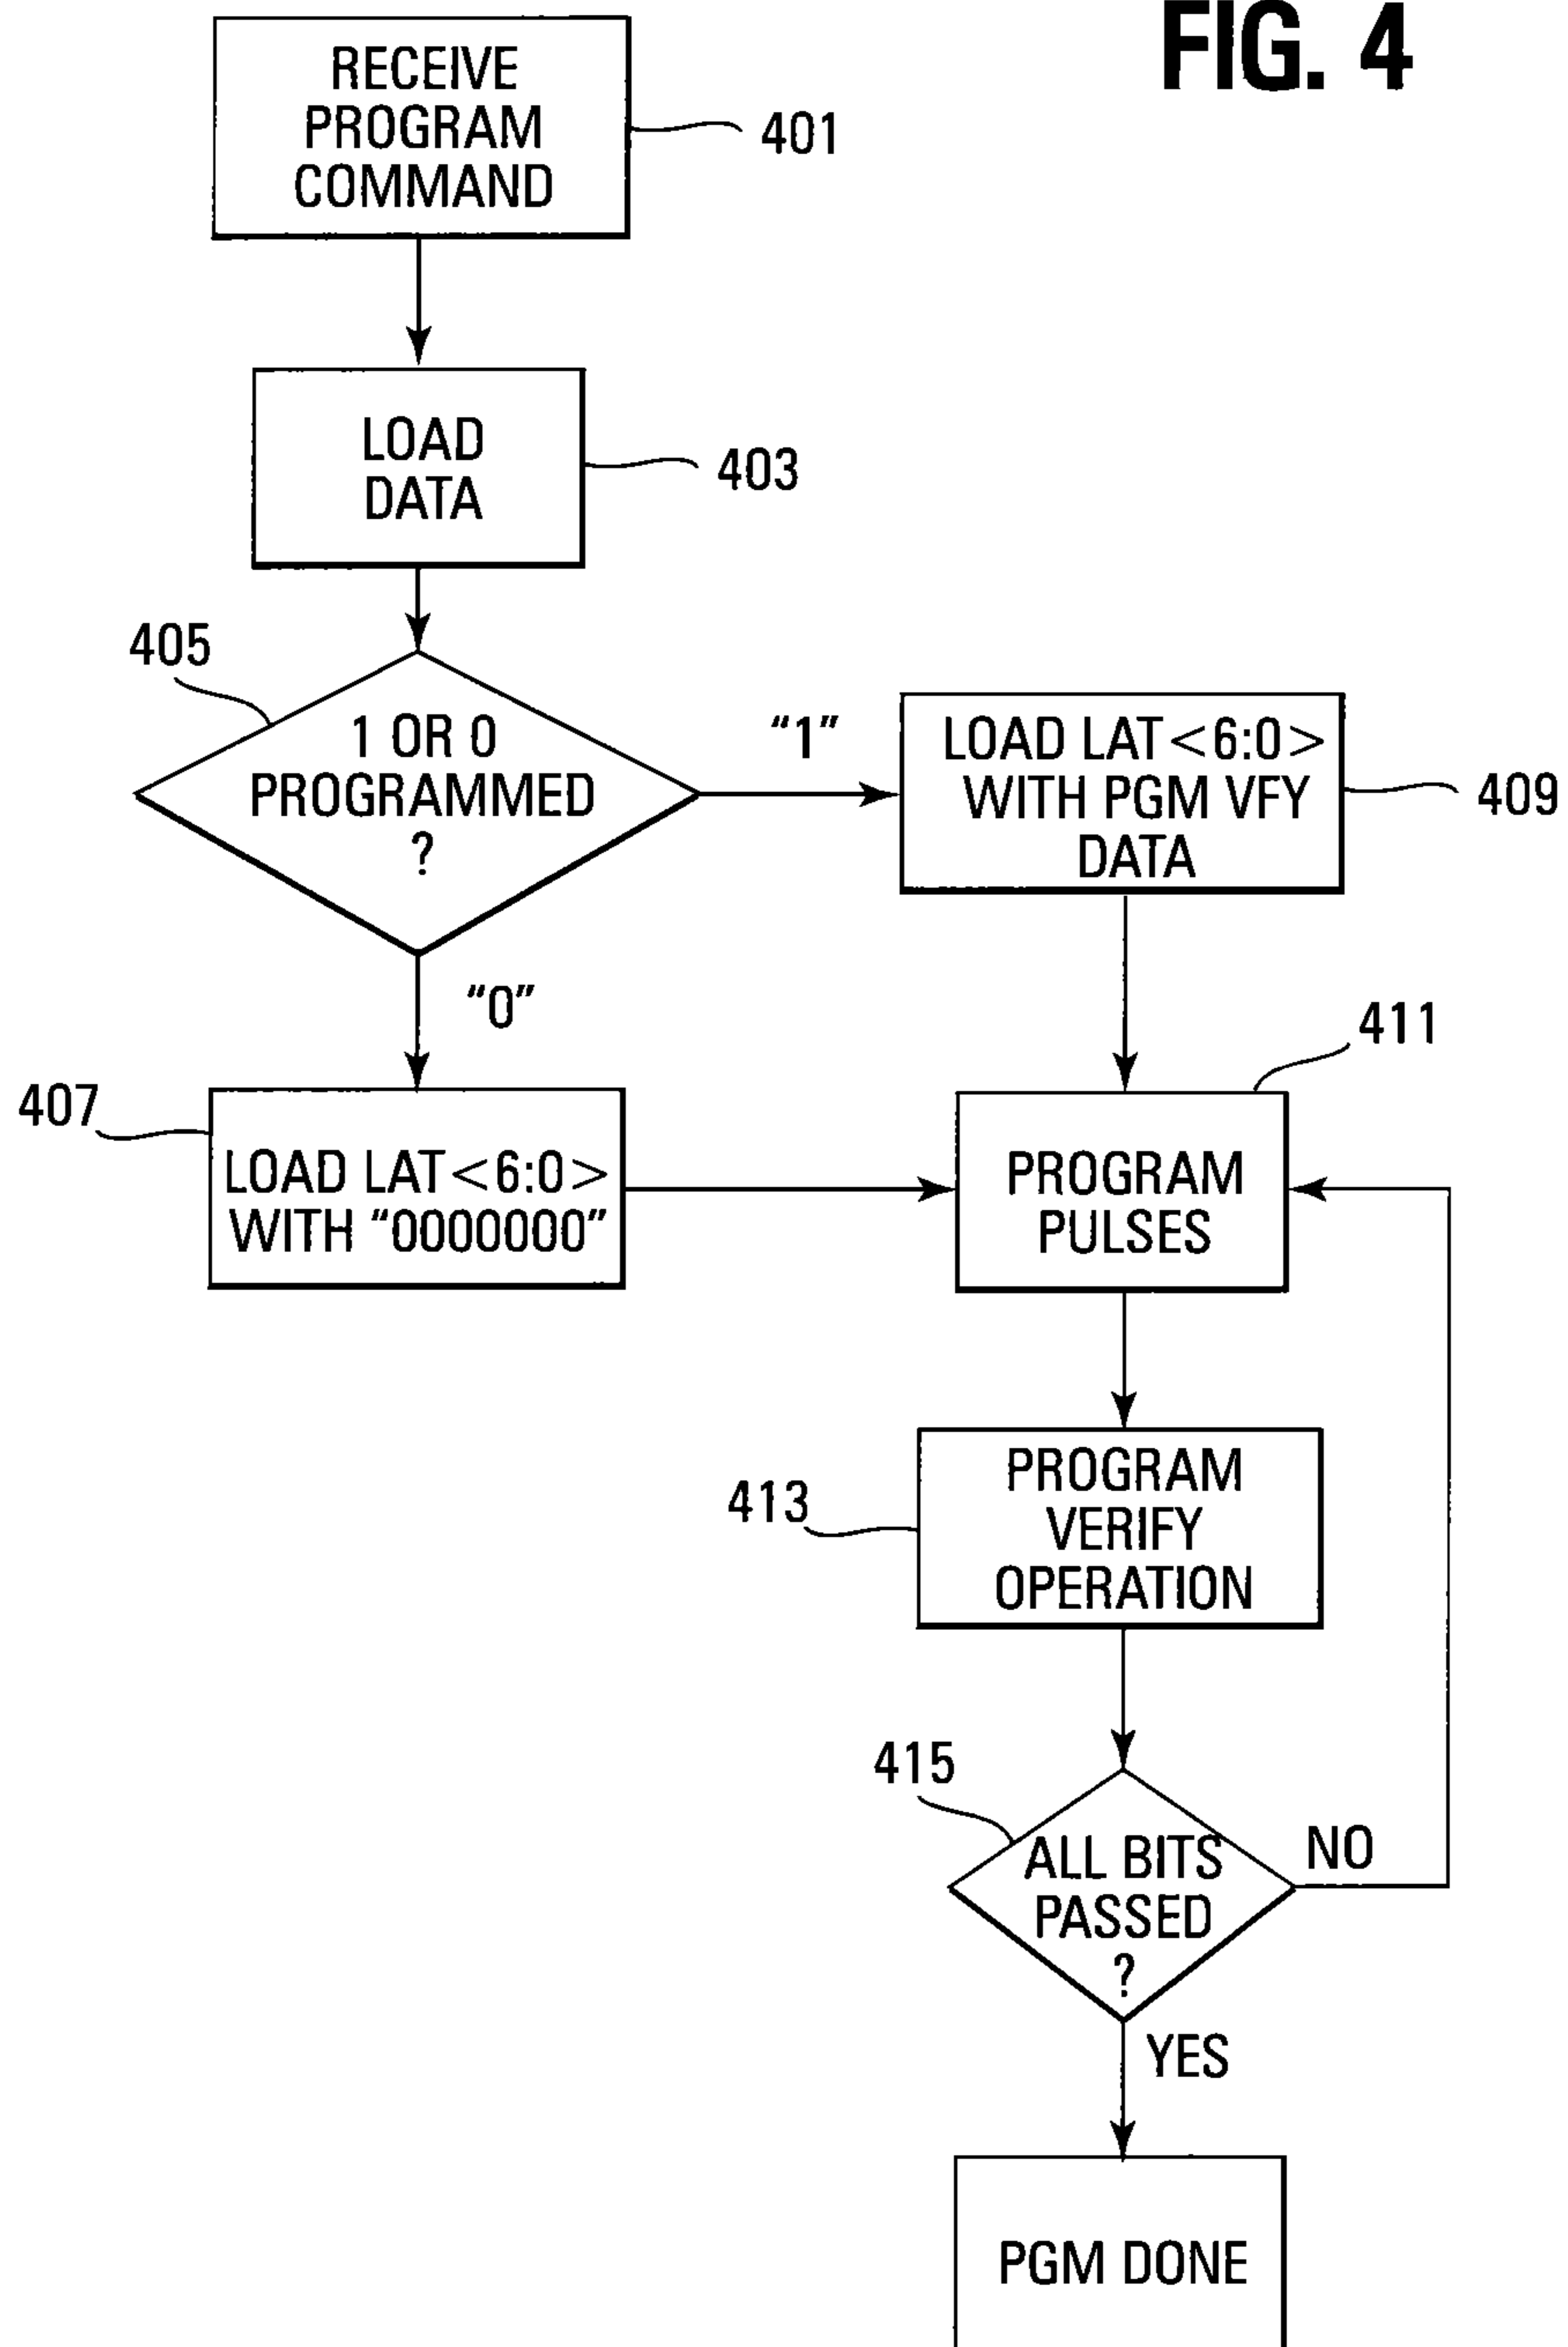 FIG. 4
RECEIVE
PROGRAM
COMMAND
401
LOAD
DATA
403
405
1 OR 0
PROGRAMMED
?
“1”
LOAD LAT<6:0>
WITH PGM VFY
DATA
409
“0”
411
407
LOAD LAT<6:0>
WITH “0000000”
PROGRAM
PULSES
413
PROGRAM
VERIFY
OPERATION
415
ALL BITS
PASSED
?
NO
YES
PGM DONE